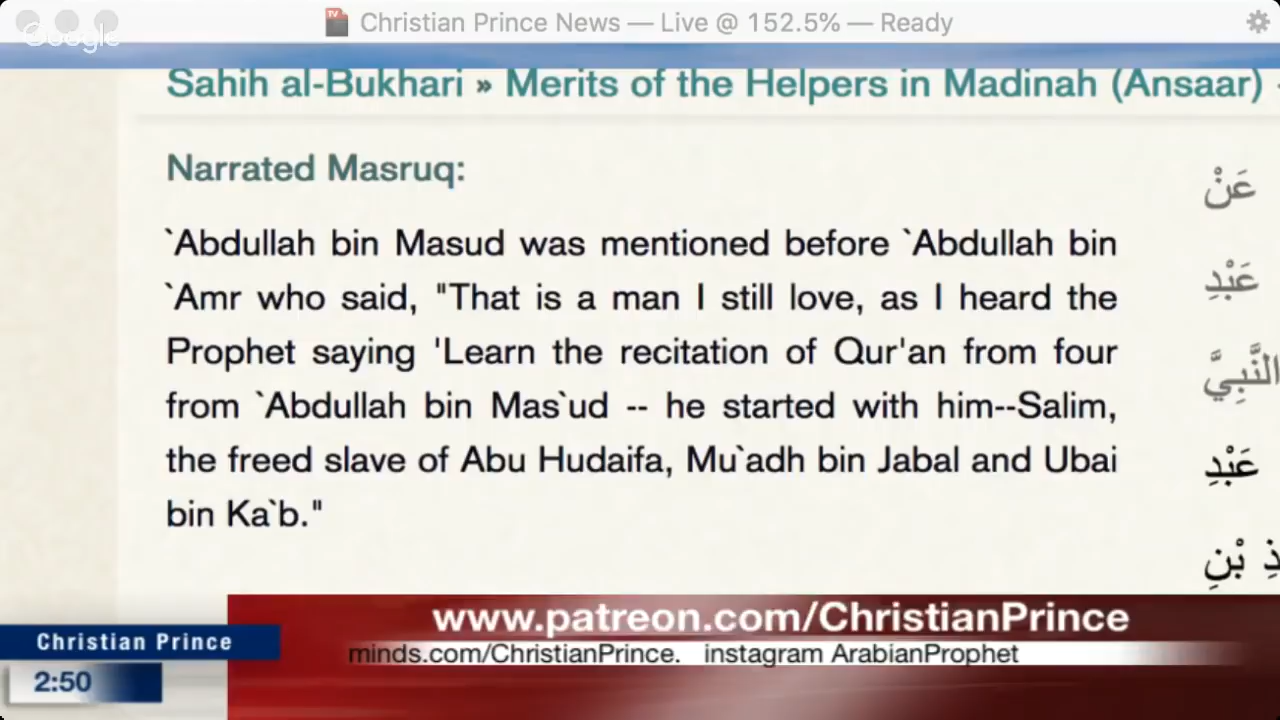 Christian Prince News — Live @ 152.5% — Ready
Google
Sahih al-Bukhari » Merits of the Helpers in Madinah (Ansaar)
Narrated Masruq:
`Abdullah bin Masud was mentioned before `Abdullah bin
`Amr who said, "That is a man I still love, as I heard the
Prophet saying 'Learn the recitation of Qur'an from four
from `Abdullah bin Mas`ud -- he started with him--Salim,
the freed slave of Abu Hudaifa, Mu`adh bin Jabal and Ubai
bin Ka`b."
عَنْ
عَبْدِ
النَّبِيَّ
عَبْدِ
ذِ بْنِ
www.patreon.com/ChristianPrince
minds.com/ChristianPrince. instagram ArabianProphet
Christian Prince
2:50